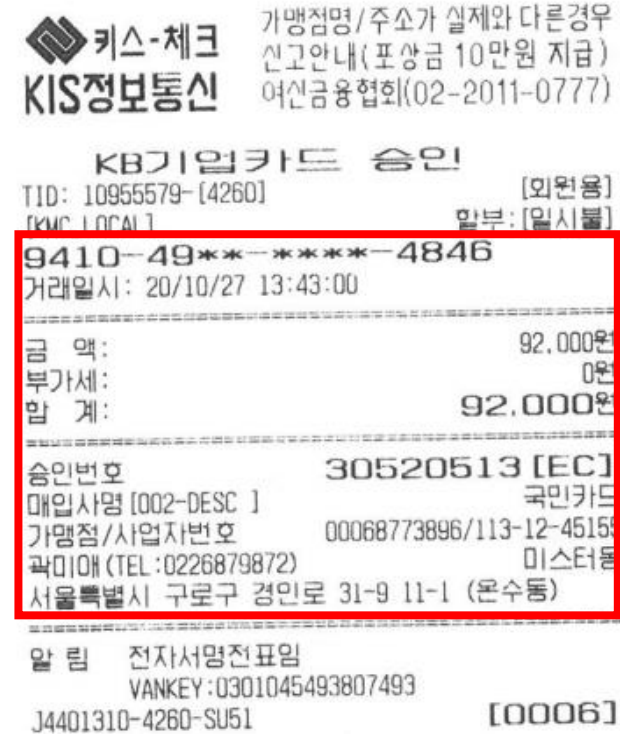 키스-체크
KIS정보통신
가맹점명/주소가 실제와 다른경우
신고안내(포상금 10만원 지급)
여신금융협회(02-2011-0777)
KB기업카드 승인
TID: 10955579-[4260] [회원용]
[KMC LOCAL] 할부:[일시불]
9410-49**-****-4846
거래일시: 20/10/27 13:43:00
금 액: 92,000원
부가세: 0원
합 계: 92,000원
승인번호 30520513 [EC]
매입사명 [002-DESC ] 국민카드
가맹점/사업자번호 00068773896/113-12-45155
곽미애(TEL:0226879872) 미스터동
서울특별시 구로구 경인로 31-9 11-1 (온수동)
알 림 전자서명전표임
VANKEY:0301045493807493
J4401310-4260-SU51 [0006]